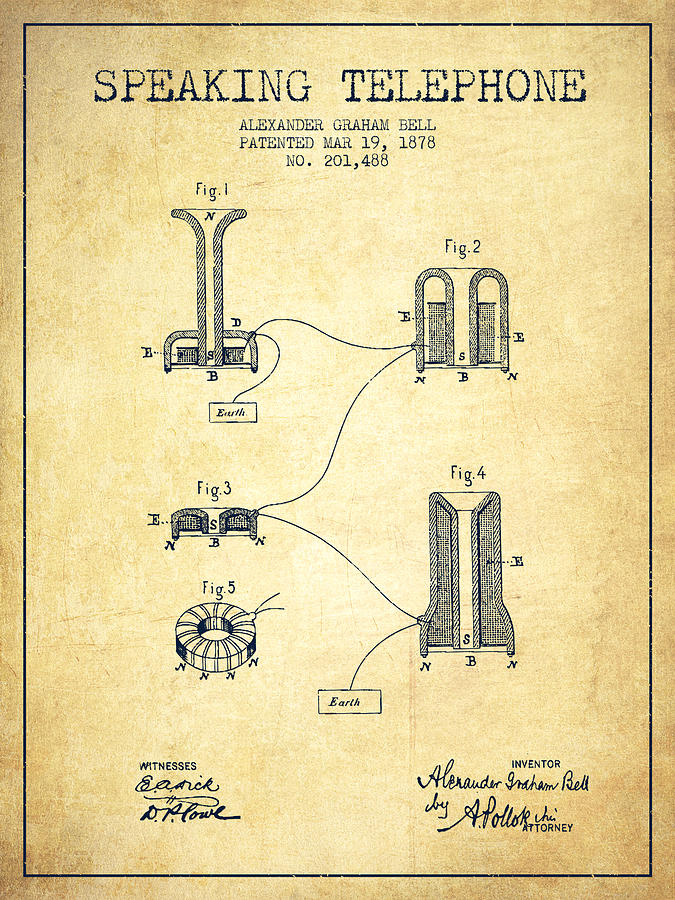 SPEAKING TELEPHONE
ALEXANDER GRAHAM BELL
PATENTED MAR 19, 1878
NO. 201,488
Fig.1
N
D
E
S
B
Earth
Fig.2
E
E
S
N
B
N
Fig.3
E
S
N
B
N
Fig.4
E
S
N
B
N
Fig.5
N
N
N
N
Earth
WITNESSES
INVENTOR
Alexander Graham Bell
by
A. Pollok
ATTORNEY